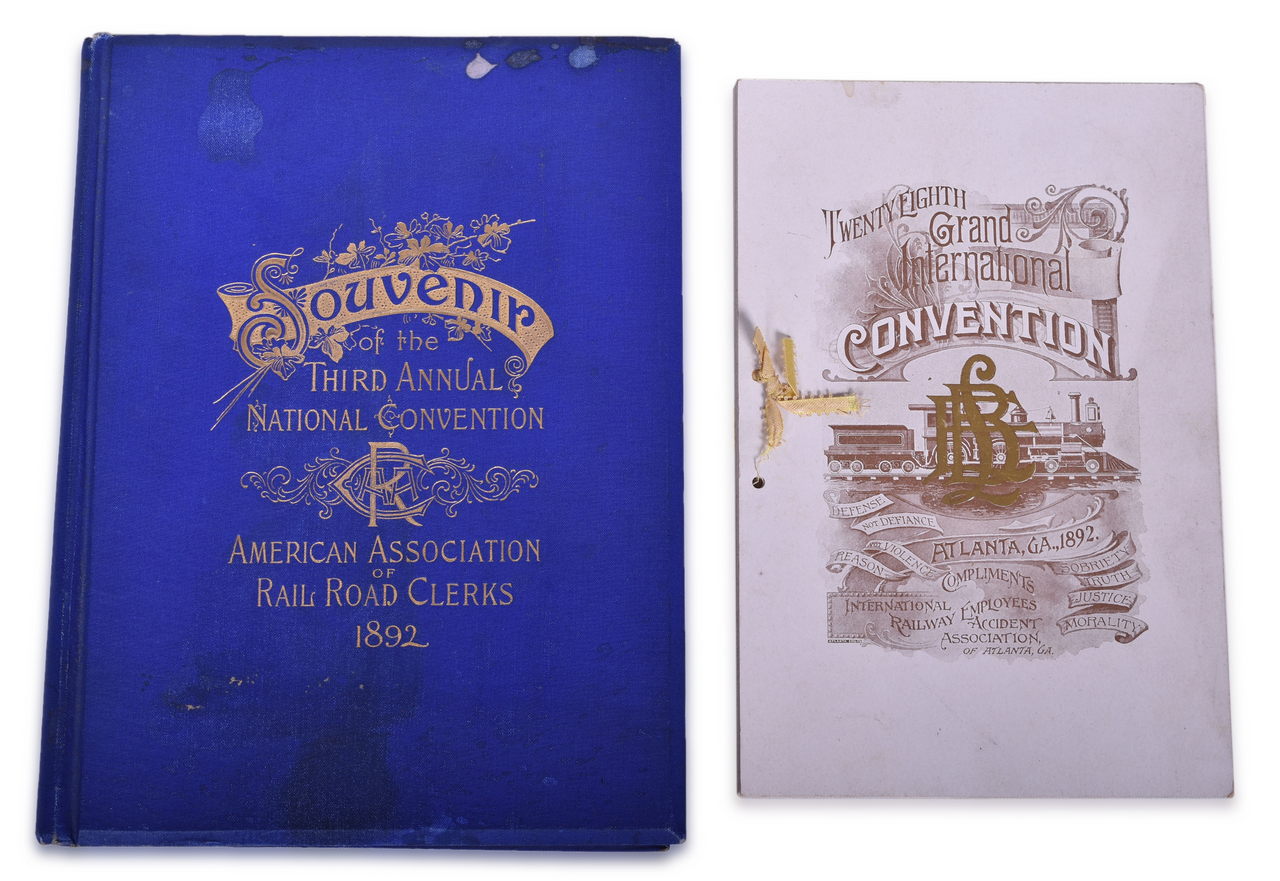 Souvenir
of the
Third Annual
National Convention
American Association
of
Rail Road Clerks
1892
Twenty Eighth
Grand
International
Convention
Defense
not Defiance
Reason
not Violence
Atlanta, Ga., 1892.
Sobriety
Truth
Justice
Morality
Compliments
International
Railway Employees
Accident
Association,
of Atlanta, Ga.